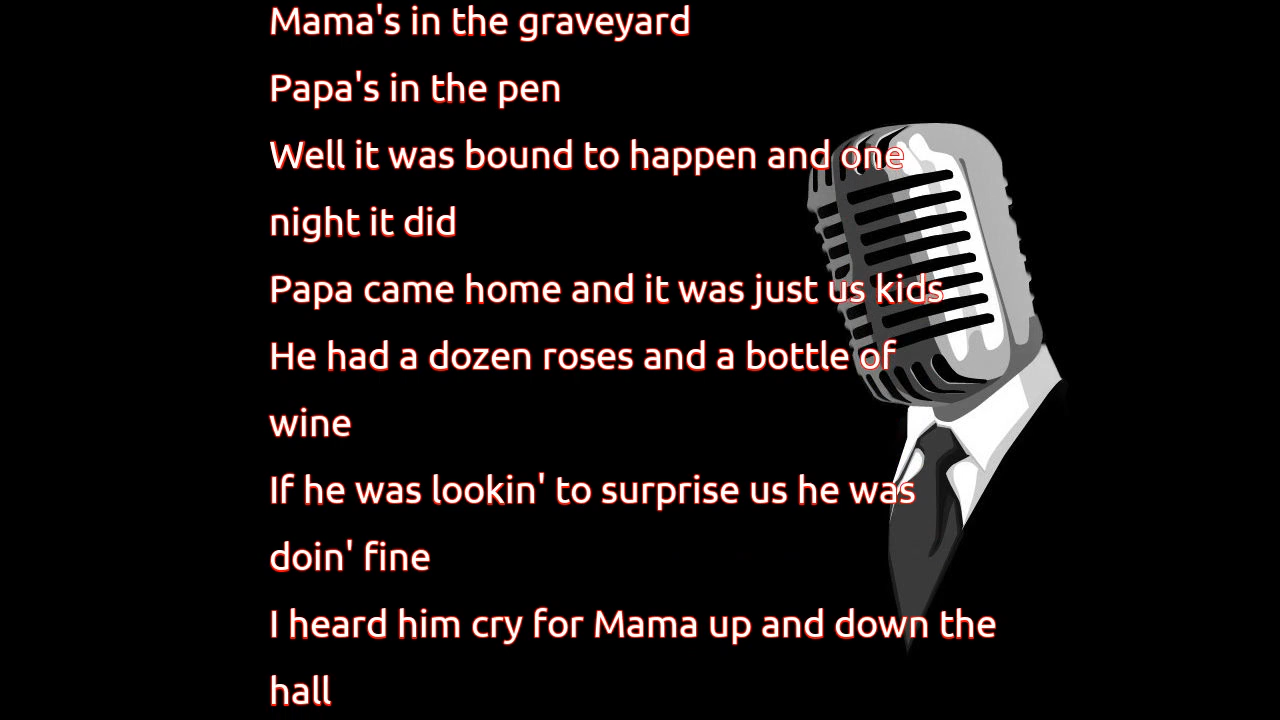 Mama's in the graveyard
Papa's in the pen
Well it was bound to happen and one
night it did
Papa came home and it was just us kids
He had a dozen roses and a bottle of
wine
If he was lookin' to surprise us he was
doin' fine
I heard him cry for Mama up and down the
hall